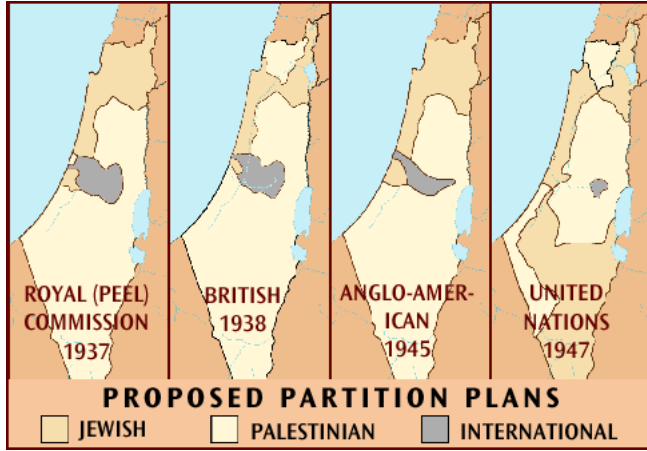 ROYAL (PEEL)
COMMISSION
1937
BRITISH
1938
ANGLO-AMER-
ICAN
1945
UNITED
NATIONS
1947
PROPOSED PARTITION PLANS
JEWISH
PALESTINIAN
INTERNATIONAL